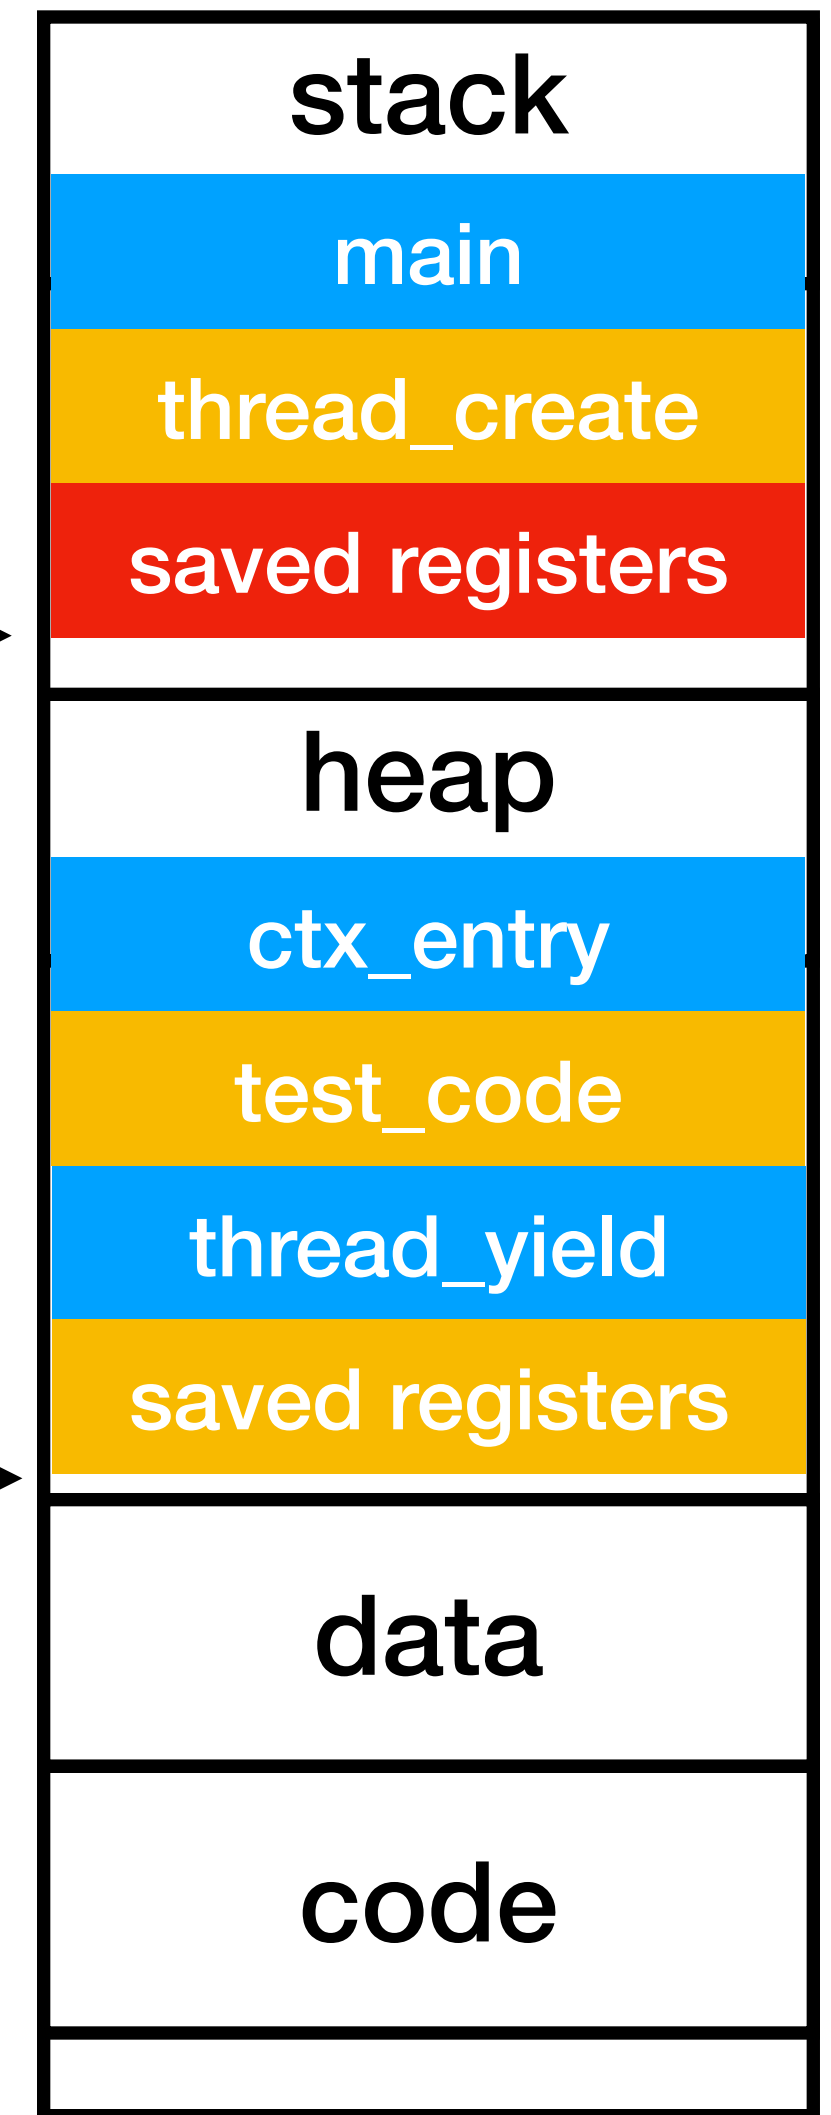 stack
main
thread_create
saved registers
heap
ctx_entry
test_code
thread_yield
saved registers
data
code